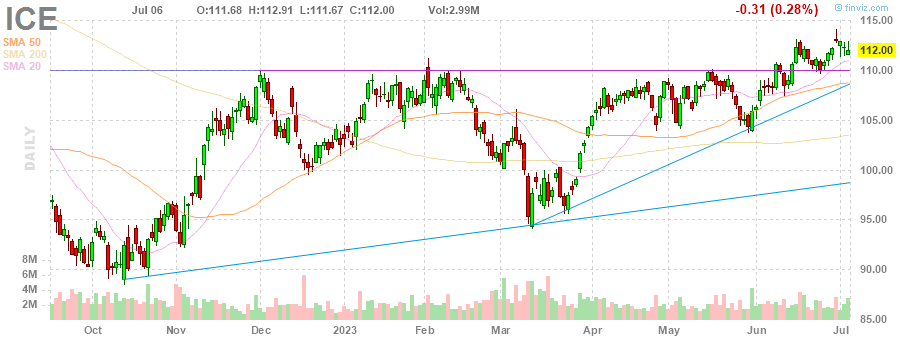 ICE Jul 06 O:111.68 H:112.91 L:111.67 C:112.00 Vol:2.99M -0.31 (0.28%) © finviz.com
SMA 50
SMA 200
SMA 20
115.00
112.00
110.00
105.00
DAILY
100.00
95.00
8M
90.00
6M
4M
2M
85.00
Oct Nov Dec 2023 Feb Mar Apr May Jun Jul